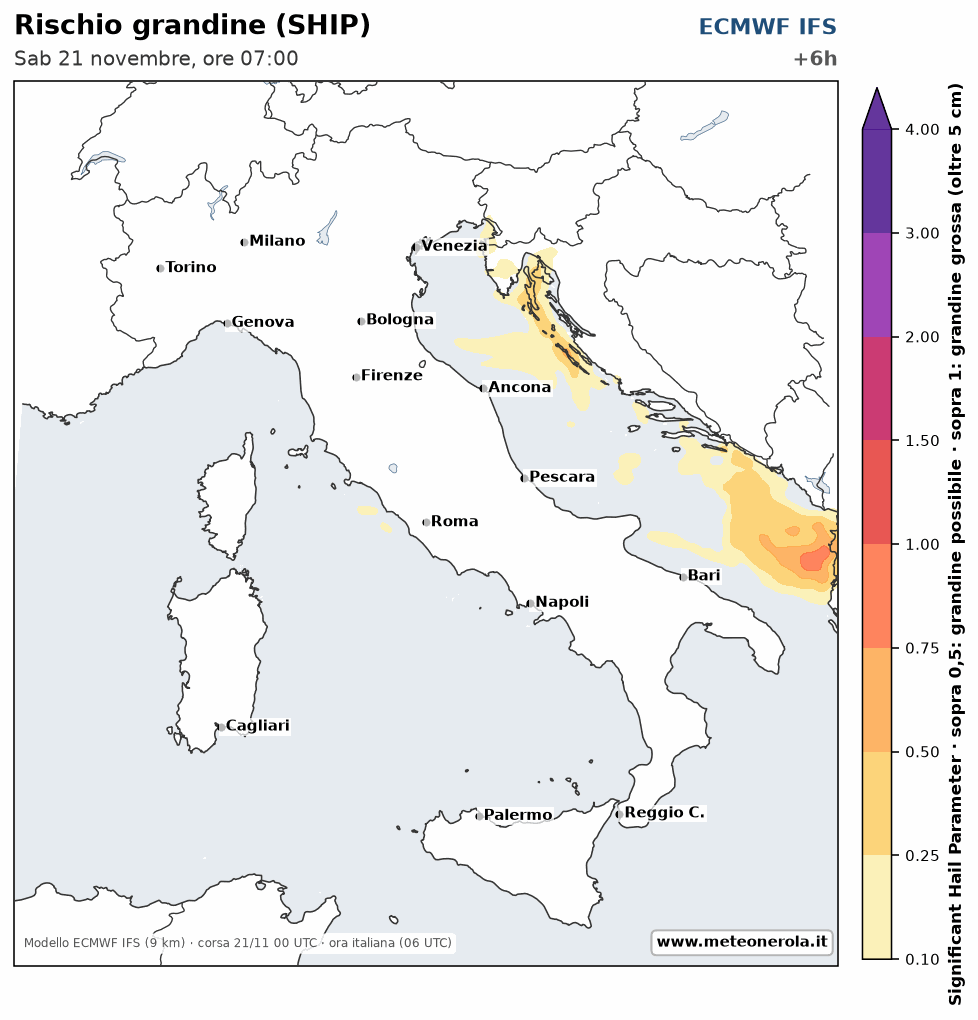 Rischio grandine (SHIP)
ECMWF IFS
Sab 21 novembre, ore 07:00
+6h
Milano
Venezia
Torino
Genova
Bologna
Firenze
Ancona
Pescara
Roma
Bari
Napoli
Cagliari
Palermo
Reggio C.
Modello ECMWF IFS (9 km) · corsa 21/11 00 UTC · ora italiana (06 UTC)
www.meteonerola.it
4.00
3.00
2.00
1.50
1.00
0.75
0.50
0.25
0.10
Significant Hail Parameter · sopra 0,5: grandine possibile · sopra 1: grandine grossa (oltre 5 cm)